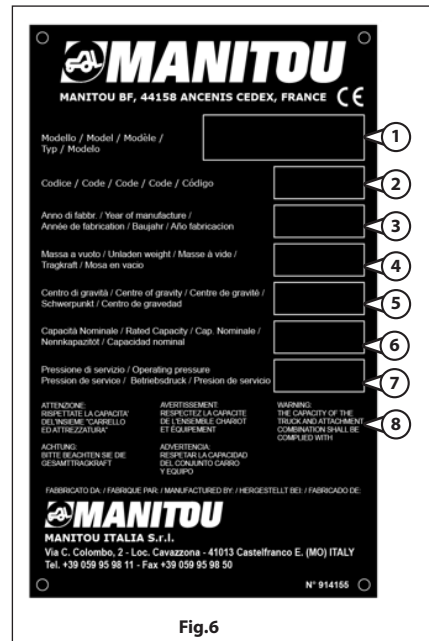 MANITOU
MANITOU BF, 44158 ANCENIS CEDEX, FRANCE CE
Modello / Model / Modèle /
Typ / Modelo
1
Codice / Code / Code / Code / Código
2
Anno di fabbr. / Year of manufacture /
Année de fabrication / Baujahr / Año fabricacion
3
Massa a vuoto / Unladen weight / Masse à vide /
Tragkraft / Mosa en vacio
4
Centro di gravità / Centre of gravity / Centre de gravité /
Schwerpunkt / Centro de gravedad
5
Capacità Nominale / Rated Capacity / Cap. Nominale /
Nennkapazitöt / Capacidad nominal
6
Pressione di servizio / Operating pressure
Pression de service / Betriebsdruck / Presion de servicio
7
ATTENZIONE:
RISPETTATE LA CAPACITA'
DEL'INSIEME "CARRELLO
ED ATTREZZATURA"
AVERTISSEMENT:
RESPECTEZ LA CAPACITE
DE L'ENSEMBLE CHARIOT
ET EQUIPEMENT
WARNING:
THE CAPACITY OF THE
TRUCK AND ATTACHMENT
COMBINATION SHALL BE
COMPLIED WITH
8
ACHTUNG:
BITTE BEACHTEN SIE DIE
GESAMTTRAGKRAFT
ADVERTENCIA:
RESPETAR LA CAPACIDAD
DEL CONJUNTO CARRO
Y EQUIPO
FABBRICATO DA: / FABRIQUE PAR: / MANUFACTURED BY: / HERGESTELLT BEI: / FABRICADO DE:
MANITOU
MANITOU ITALIA S.r.l.
Via C. Colombo, 2 - Loc. Cavazzona - 41013 Castelfranco E. (MO) ITALY
Tel. +39 059 95 98 11 - Fax +39 059 95 98 50
N° 914155
Fig.6